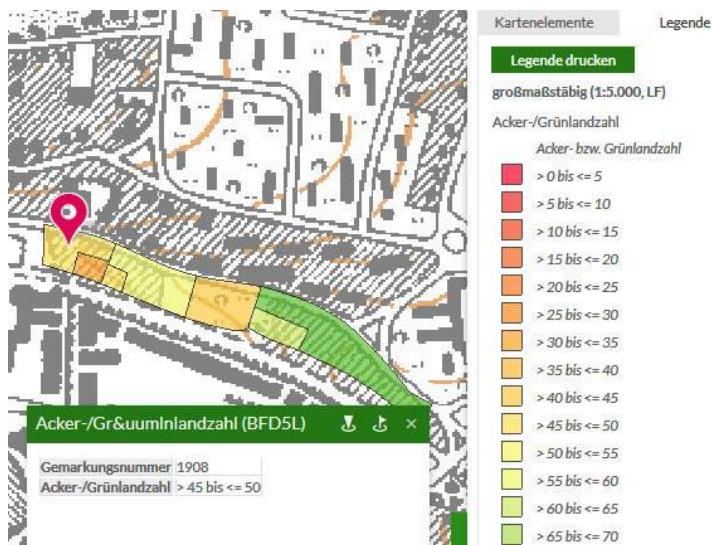 Kartenelemente
Legende
Legende drucken
großmaßstäbig (1:5.000, LF)
Acker-/Grünlandzahl
Acker- bzw. Grünlandzahl
> 0 bis <= 5
> 5 bis <= 10
> 10 bis <= 15
> 15 bis <= 20
> 20 bis <= 25
> 25 bis <= 30
> 30 bis <= 35
> 35 bis <= 40
> 40 bis <= 45
> 45 bis <= 50
> 50 bis <= 55
> 55 bis <= 60
> 60 bis <= 65
> 65 bis <= 70
Acker-/Gr&uumlnlandzahl (BFD5L)
Gemarkungsnummer 1908
Acker-/Grünlandzahl > 45 bis <= 50